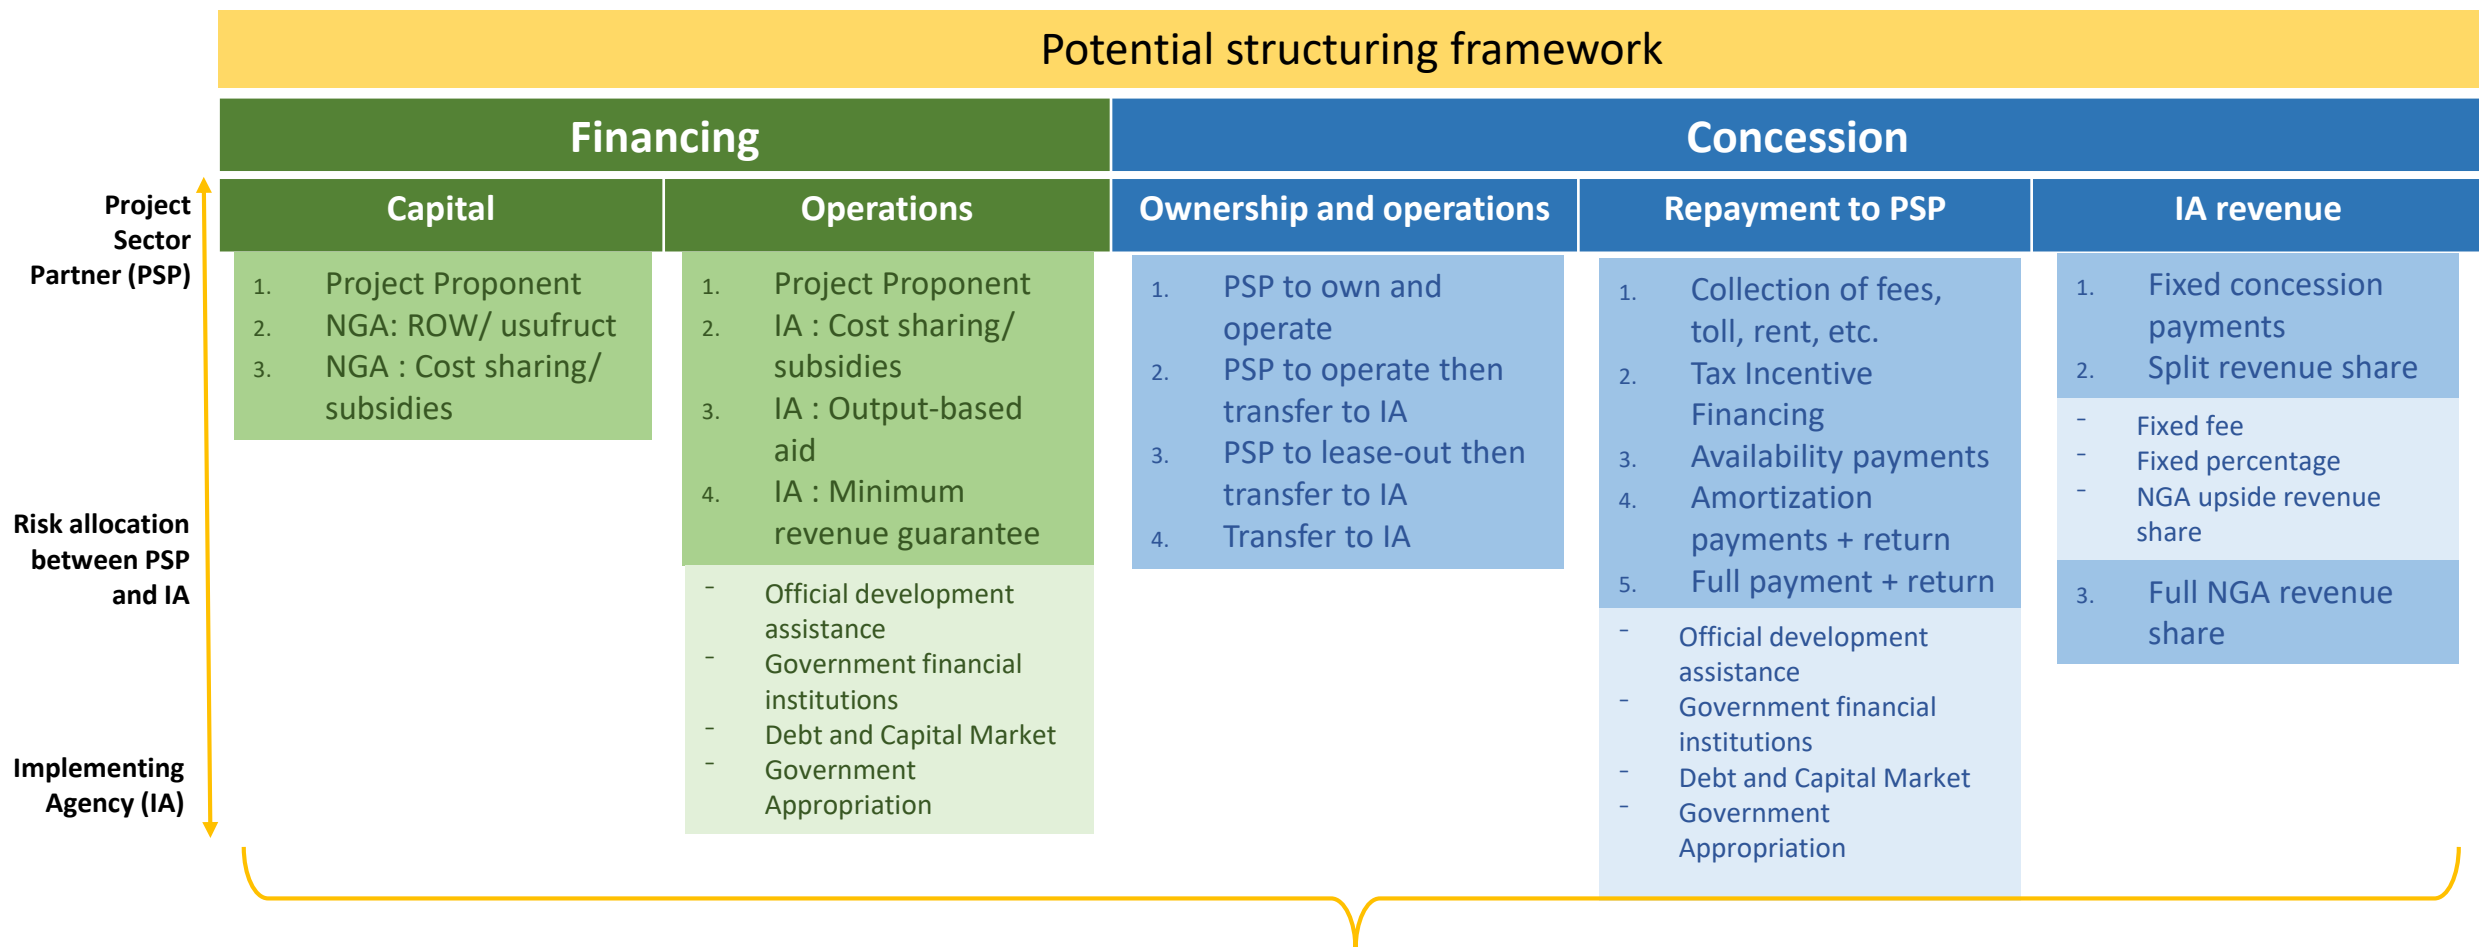 Potential structuring framework
Financing
Concession
Project
Sector
Partner (PSP)
Risk allocation
between PSP
and IA
Implementing
Agency (IA)
Capital
1. Project Proponent
2. NGA: ROW/ usufruct
3. NGA : Cost sharing/
subsidies
Operations
1. Project Proponent
2. IA : Cost sharing/
subsidies
3. IA : Output-based
aid
4. IA : Minimum
revenue guarantee
- Official development
assistance
- Government financial
institutions
- Debt and Capital Market
- Government
Appropriation
Ownership and operations
1. PSP to own and
operate
2. PSP to operate then
transfer to IA
3. PSP to lease-out then
transfer to IA
4. Transfer to IA
Repayment to PSP
1. Collection of fees,
toll, rent, etc.
2. Tax Incentive
Financing
3. Availability payments
4. Amortization
payments + return
5. Full payment + return
- Official development
assistance
- Government financial
institutions
- Debt and Capital Market
- Government
Appropriation
IA revenue
1. Fixed concession
payments
2. Split revenue share
- Fixed fee
- Fixed percentage
- NGA upside revenue
share
3. Full NGA revenue
share